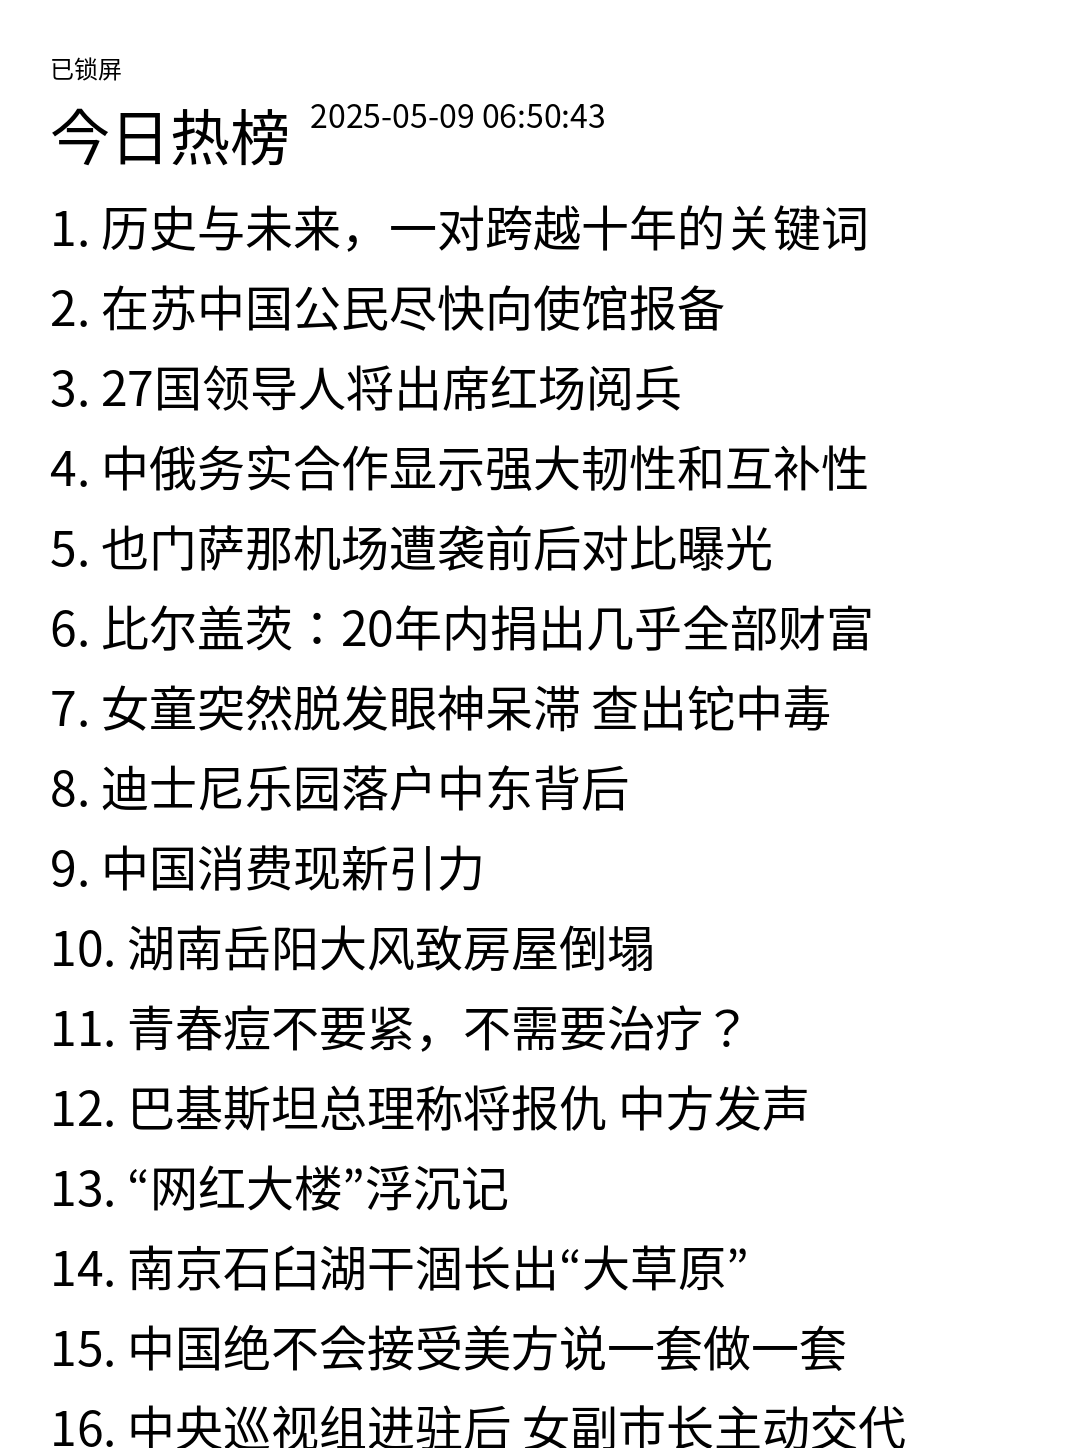 已锁屏
今日热榜 2025-05-09 06:50:43
1. 历史与未来，一对跨越十年的关键词
2. 在苏中国公民尽快向使馆报备
3. 27国领导人将出席红场阅兵
4. 中俄务实合作显示强大韧性和互补性
5. 也门萨那机场遭袭前后对比曝光
6. 比尔盖茨：20年内捐出几乎全部财富
7. 女童突然脱发眼神呆滞 查出铊中毒
8. 迪士尼乐园落户中东背后
9. 中国消费现新引力
10. 湖南岳阳大风致房屋倒塌
11. 青春痘不要紧，不需要治疗？
12. 巴基斯坦总理称将报仇 中方发声
13. “网红大楼”浮沉记
14. 南京石臼湖干涸长出“大草原”
15. 中国绝不会接受美方说一套做一套
16. 中央巡视组进驻后 女副市长主动交代